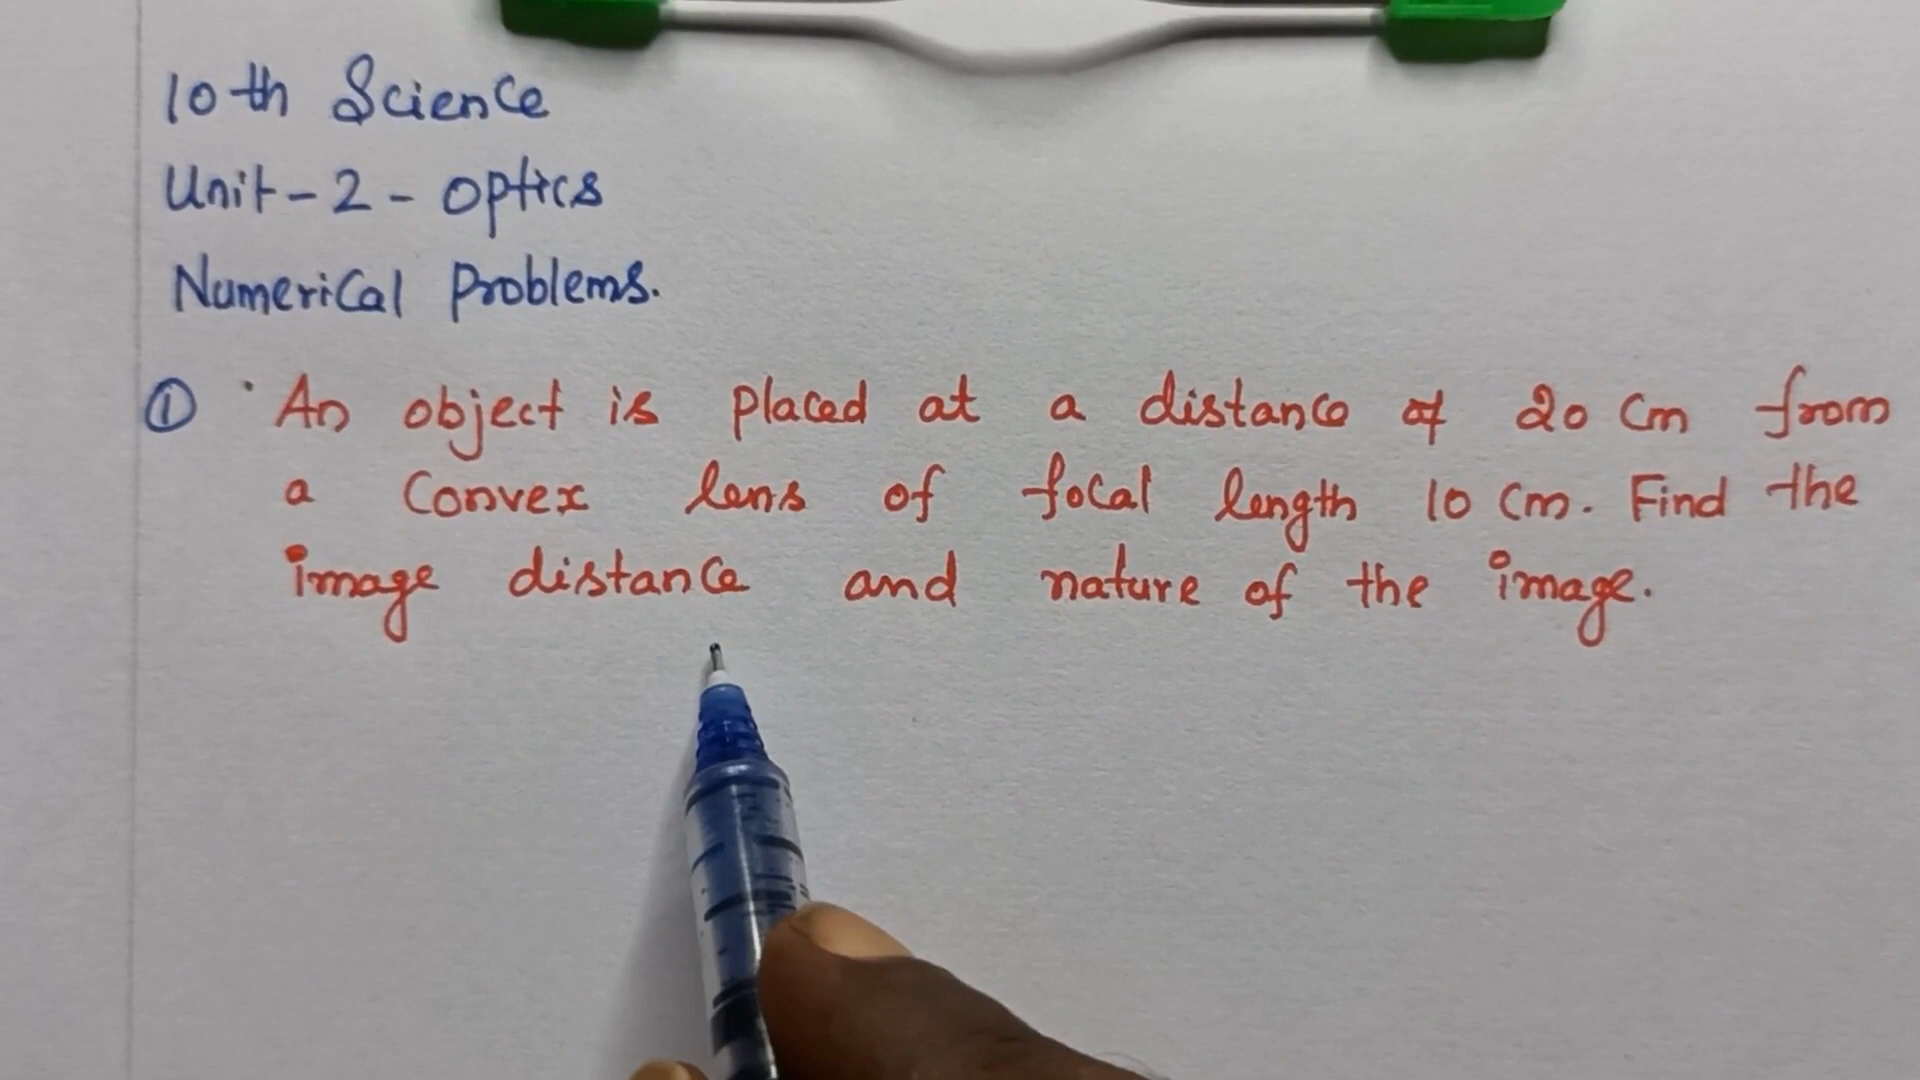 10th Science
Unit-2-Optics
Numerical Problems.
① An object is placed at a distance of 20 cm from
a Convex lens of focal length 10 cm. Find the
image distance and nature of the image.